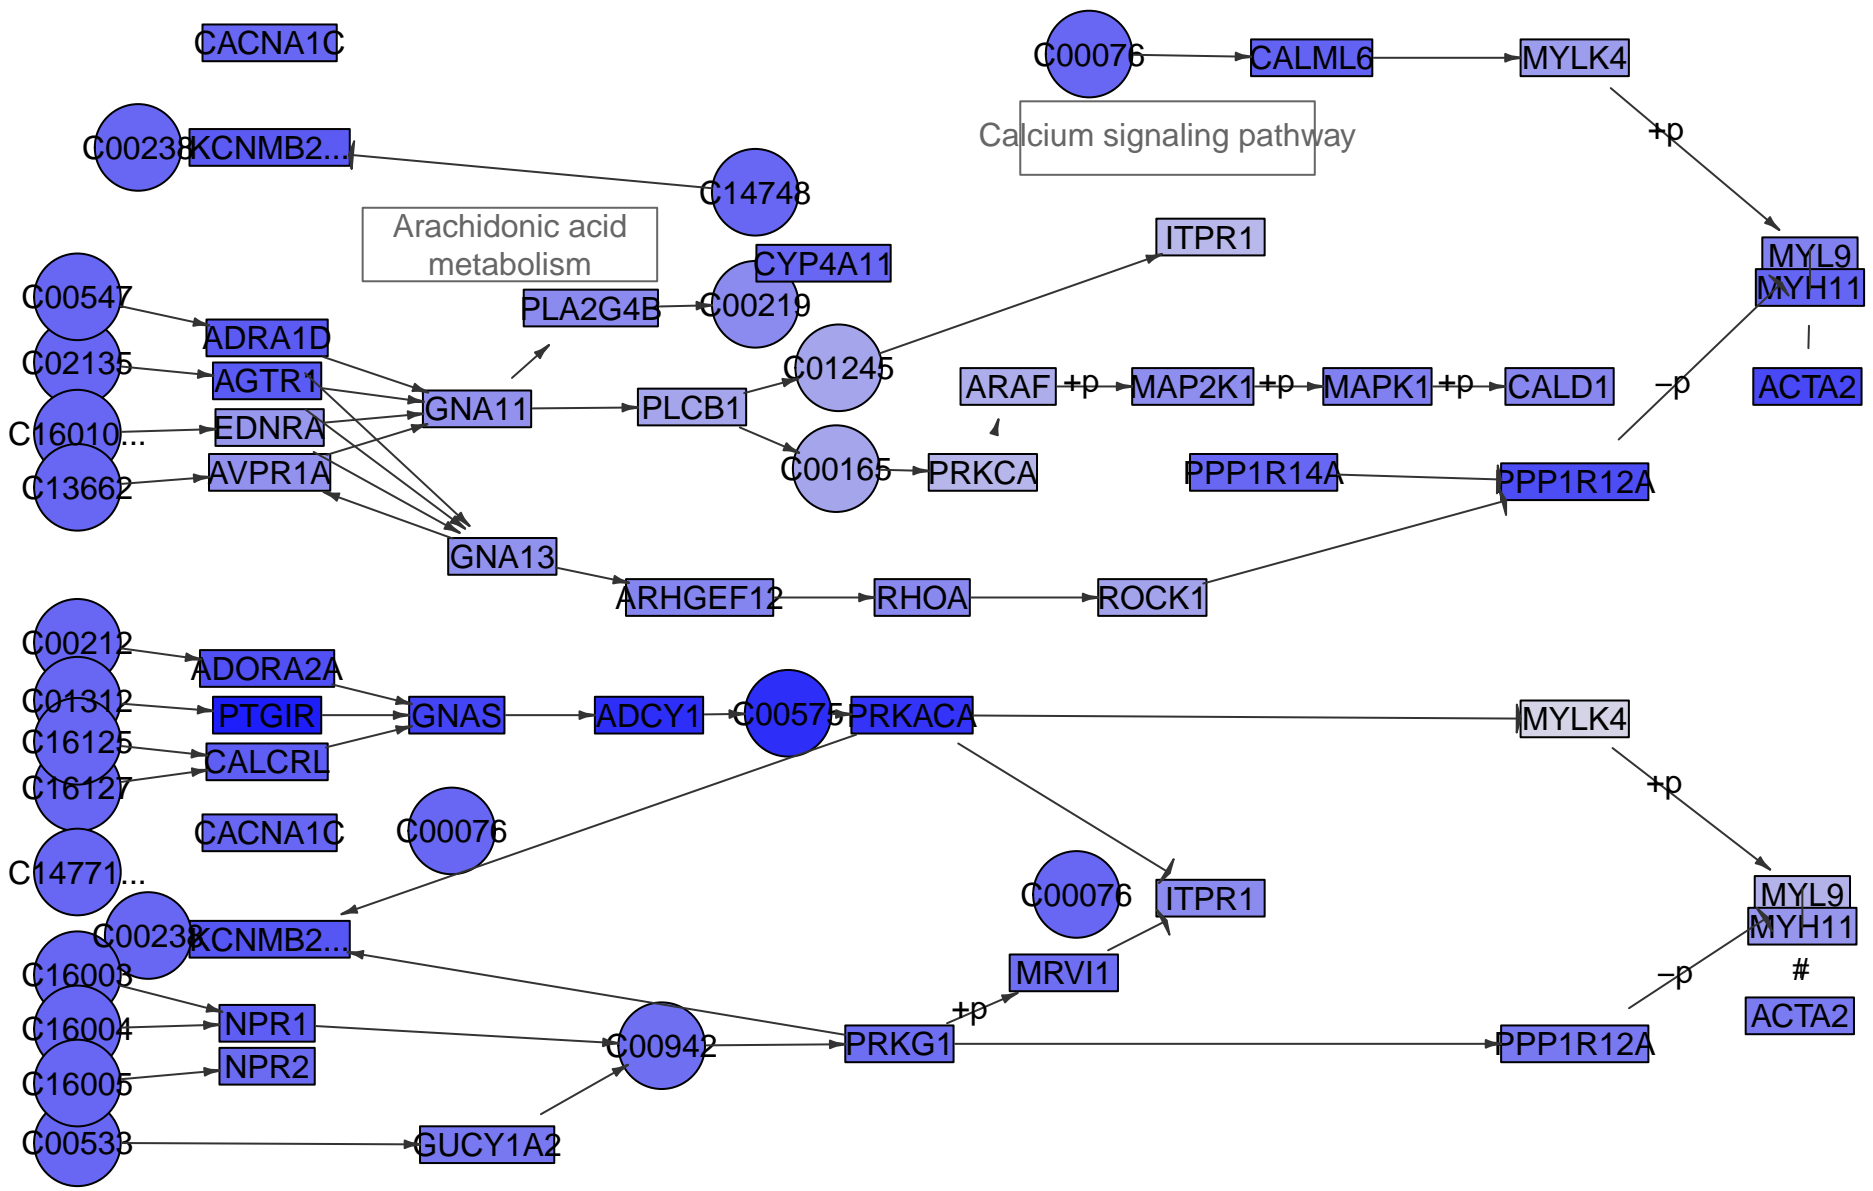 CACNA1C
C00076
CALML6
MYLK4
+p
Calcium signaling pathway
C00238
KCNMB2...
C14748
Arachidonic acid
metabolism
ITPR1
MYL9
CYP4A11
MYH11
C00547
PLA2G4B
C00219
ADRA1D
C02135
C01245
AGTR1
ARAF
+p
MAP2K1
+p
MAPK1
+p
CALD1
–p
ACTA2
GNA11
PLCB1
EDNRA
C16010...
C00165
PRKCA
AVPR1A
PPP1R14A
C13662
PPP1R12A
GNA13
ARHGEF12
RHOA
ROCK1
C00212
ADORA2A
C01312
PTGIR
GNAS
ADCY1
C00575
PRKACA
MYLK4
C16125
CALCRL
C16127
+p
CACNA1C
C00076
C14771...
C00076
ITPR1
MYL9
C00238
KCNMB2...
MYH11
C16003
MRVI1
–p
#
+p
C16004
NPR1
ACTA2
C00942
PRKG1
PPP1R12A
NPR2
C16005
C00533
GUCY1A2